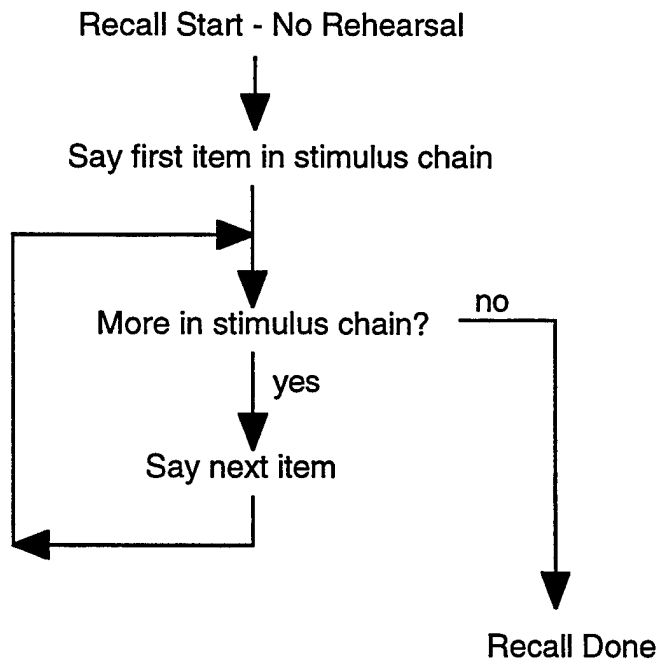 Recall Start - No Rehearsal
Say first item in stimulus chain
More in stimulus chain?
no
yes
Say next item
Recall Done